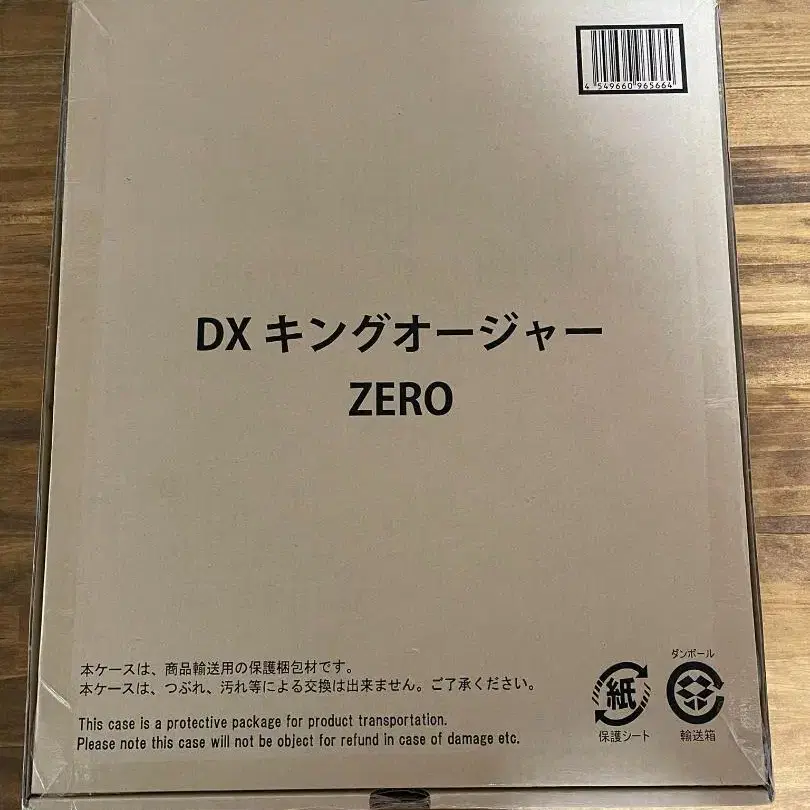 4 549660 965664
DX キングオージャー
ZERO
本ケースは、商品輸送用の保護梱包材です。
本ケースは、つぶれ、汚れ等による交換は出来ません。ご了承ください。
This case is a protective package for product transportation.
Please note this case will not be object for refund in case of damage etc.
紙
保護シート
ダンボール
輸送箱